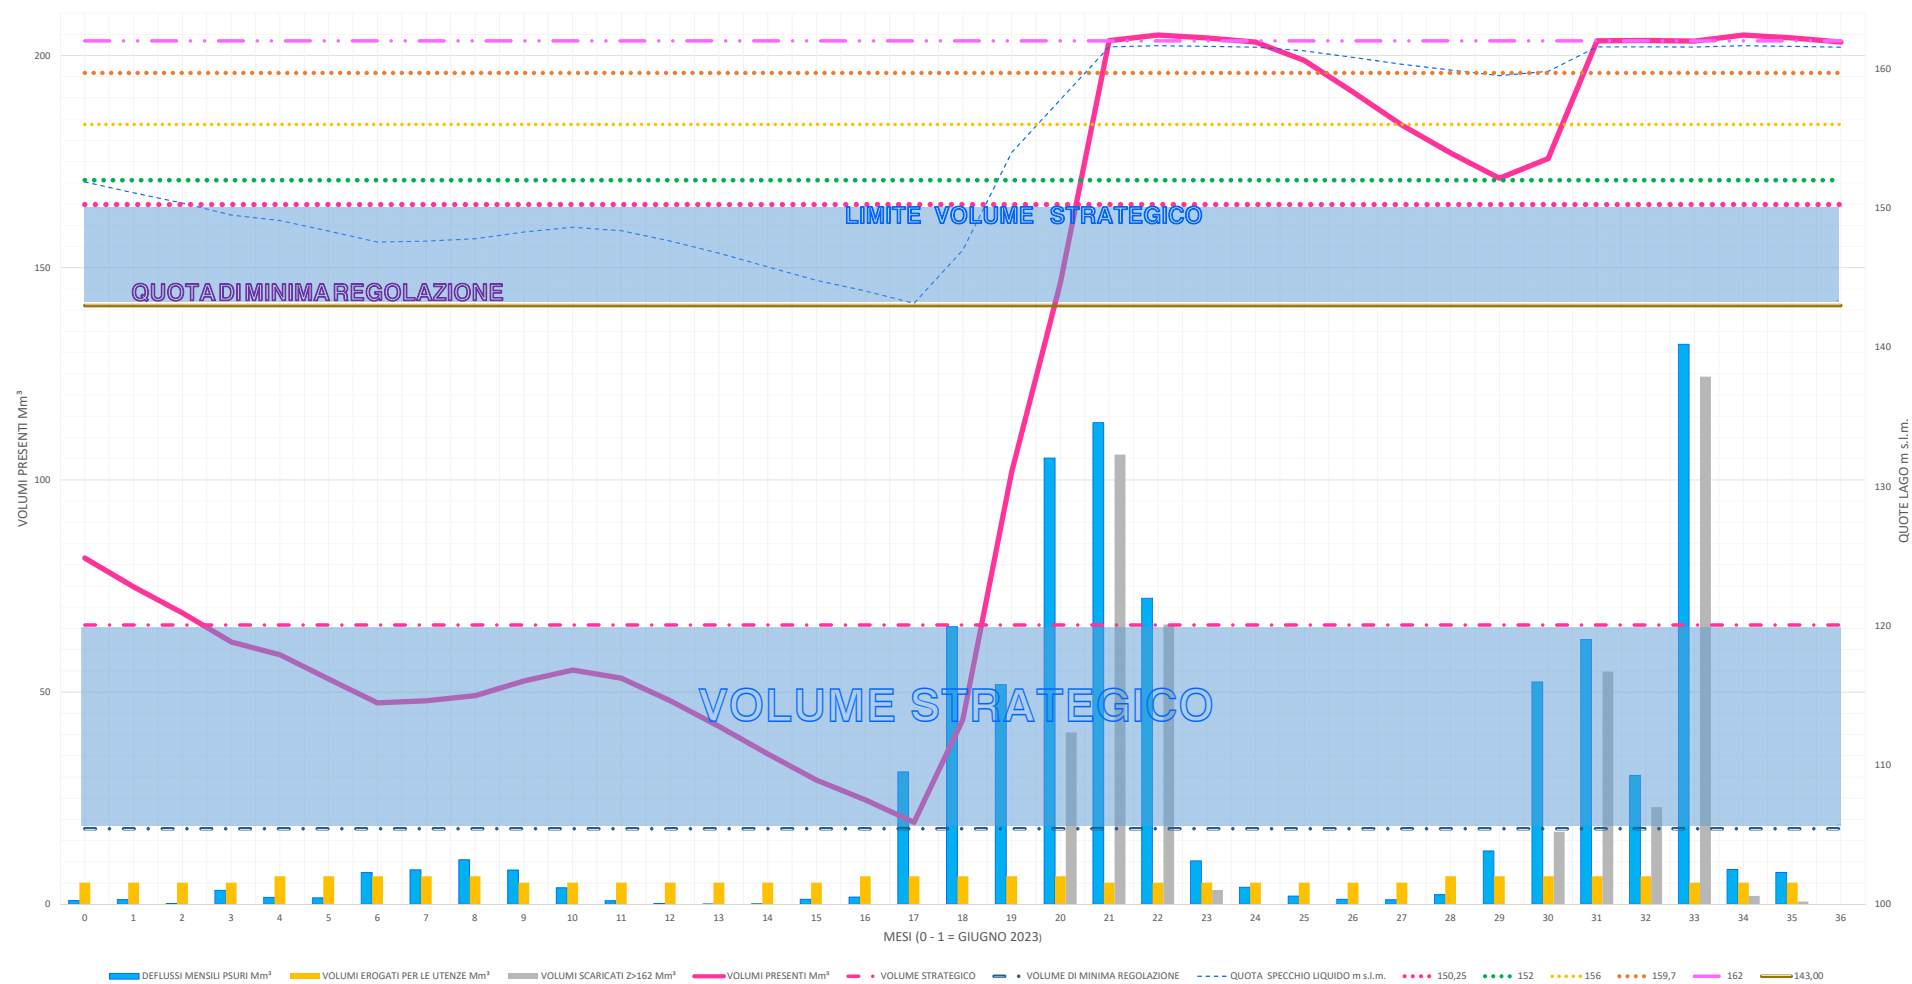 200
150
100
50
0
VOLUMI PRESENTI Mm³
160
150
140
130
120
110
100
QUOTE LAGO m s.l.m.
LIMITE VOLUME STRATEGICO
QUOTA DI MINIMA REGOLAZIONE
VOLUME STRATEGICO
0 1 2 3 4 5 6 7 8 9 10 11 12 13 14 15 16 17 18 19 20 21 22 23 24 25 26 27 28 29 30 31 32 33 34 35 36
MESI (0 - 1 = GIUGNO 2023)
DEFLUSSI MENSILI PSURI Mm³ VOLUMI EROGATI PER LE UTENZE Mm³ VOLUMI SCARICATI Z>162 Mm³ VOLUMI PRESENTI Mm³ VOLUME STRATEGICO VOLUME DI MINIMA REGOLAZIONE QUOTA SPECCHIO LIQUIDO m s.l.m. 150,25 152 156 159,7 162 143,00